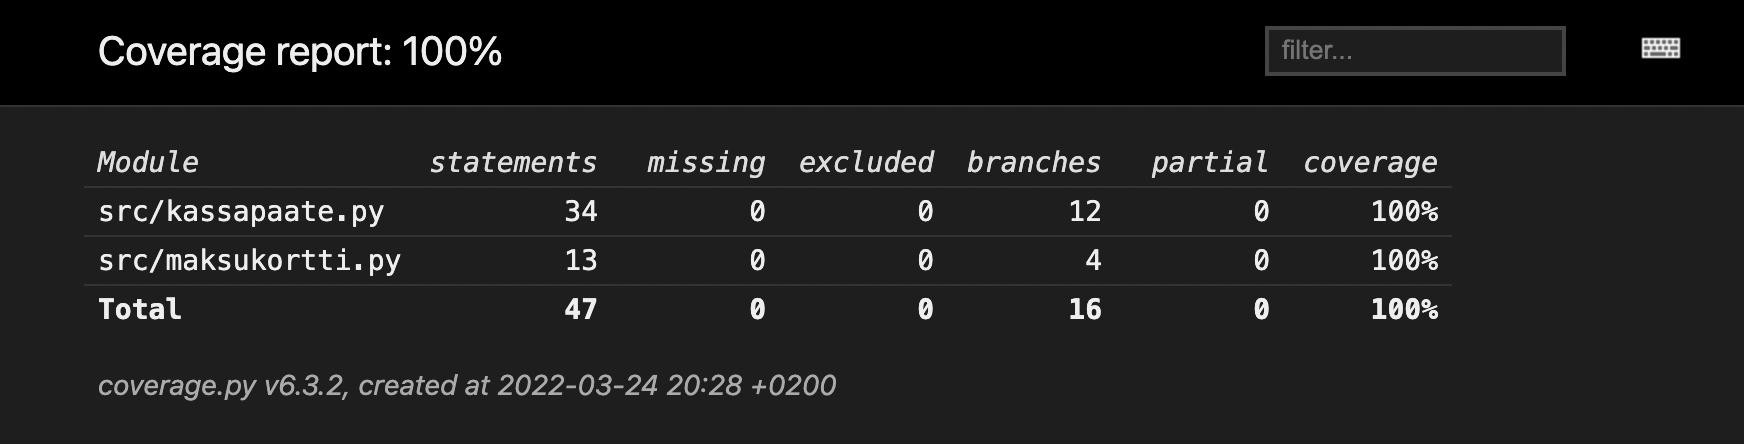 Coverage report: 100%
filter...
Module statements missing excluded branches partial coverage
src/kassapaate.py 34 0 0 12 0 100%
src/maksukortti.py 13 0 0 4 0 100%
Total 47 0 0 16 0 100%
coverage.py v6.3.2, created at 2022-03-24 20:28 +0200